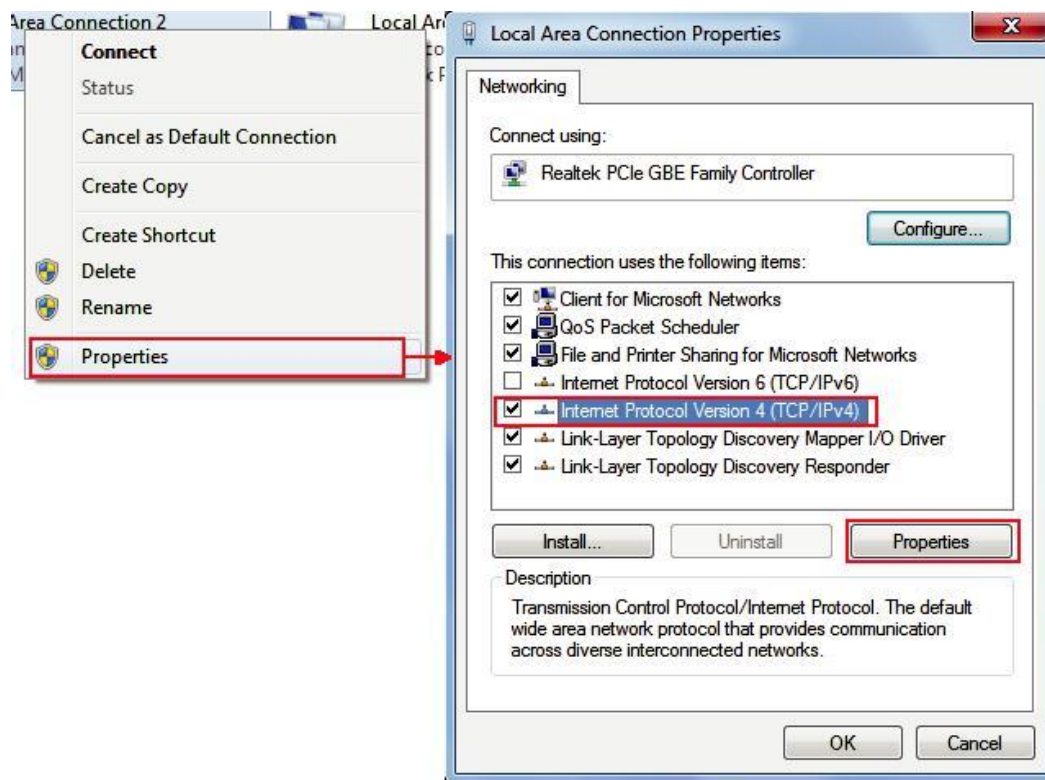 Area Connection 2
Connect
Status
Cancel as Default Connection
Create Copy
Create Shortcut
Delete
Rename
Properties
Local Are
Local Area Connection Properties
Networking
Connect using:
Realtek PCIe GBE Family Controller
Configure...
This connection uses the following items:
Client for Microsoft Networks
QoS Packet Scheduler
File and Printer Sharing for Microsoft Networks
Internet Protocol Version 6 (TCP/IPv6)
Internet Protocol Version 4 (TCP/IPv4)
Link-Layer Topology Discovery Mapper I/O Driver
Link-Layer Topology Discovery Responder
Install...
Uninstall
Properties
Description
Transmission Control Protocol/Internet Protocol. The default
wide area network protocol that provides communication
across diverse interconnected networks.
OK
Cancel